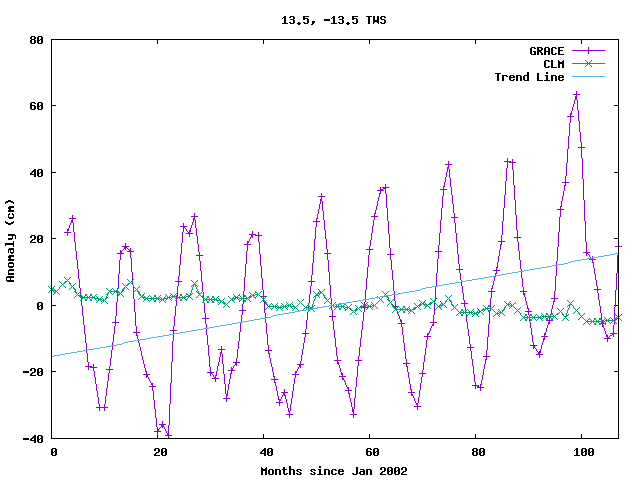 13.5, -13.5 TWS
GRACE
CLM
Trend Line
Anomaly (cm)
80
60
40
20
0
-20
-40
0 20 40 60 80 100
Months since Jan 2002